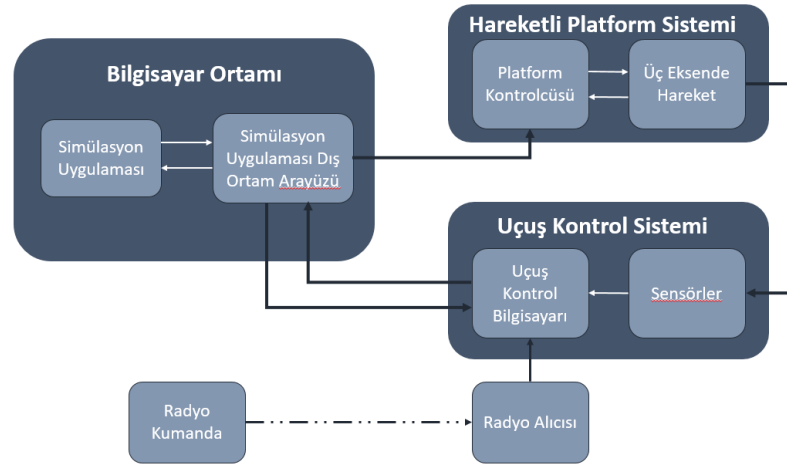 Bilgisayar Ortamı
Simülasyon
Uygulaması
Simülasyon
Uygulaması Dış
Ortam Arayüzü
Hareketli Platform Sistemi
Platform
Kontrolcüsü
Üç Eksende
Hareket
Uçuş Kontrol Sistemi
Uçuş
Kontrol
Bilgisayarı
Sensörler
Radyo
Kumanda
Radyo Alıcısı